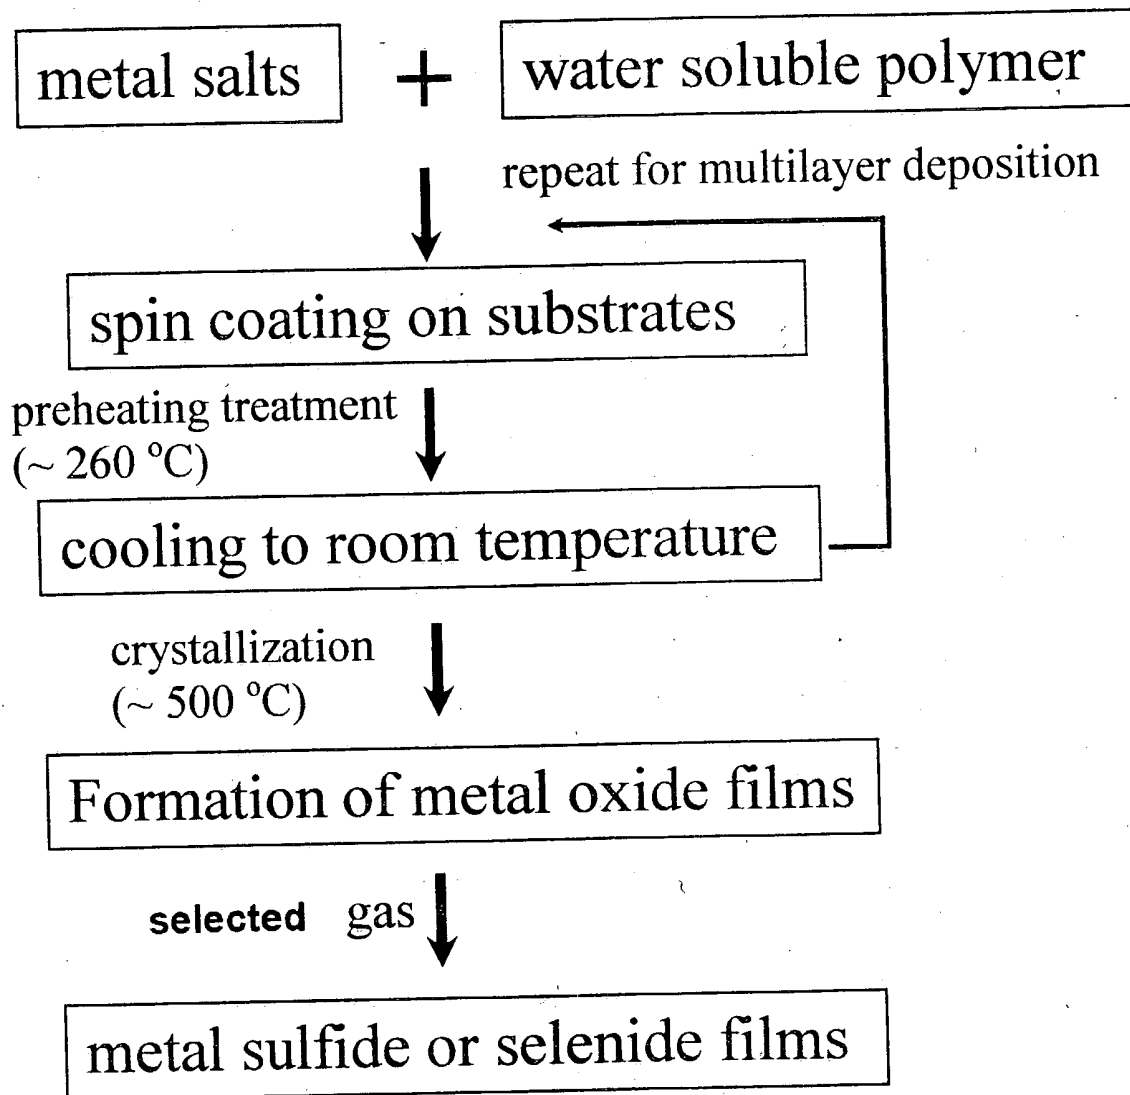 metal salts + water soluble polymer
repeat for multilayer deposition
spin coating on substrates
preheating treatment
(~ 260 °C)
cooling to room temperature
crystallization
(~ 500 °C)
Formation of metal oxide films
selected gas
metal sulfide or selenide films